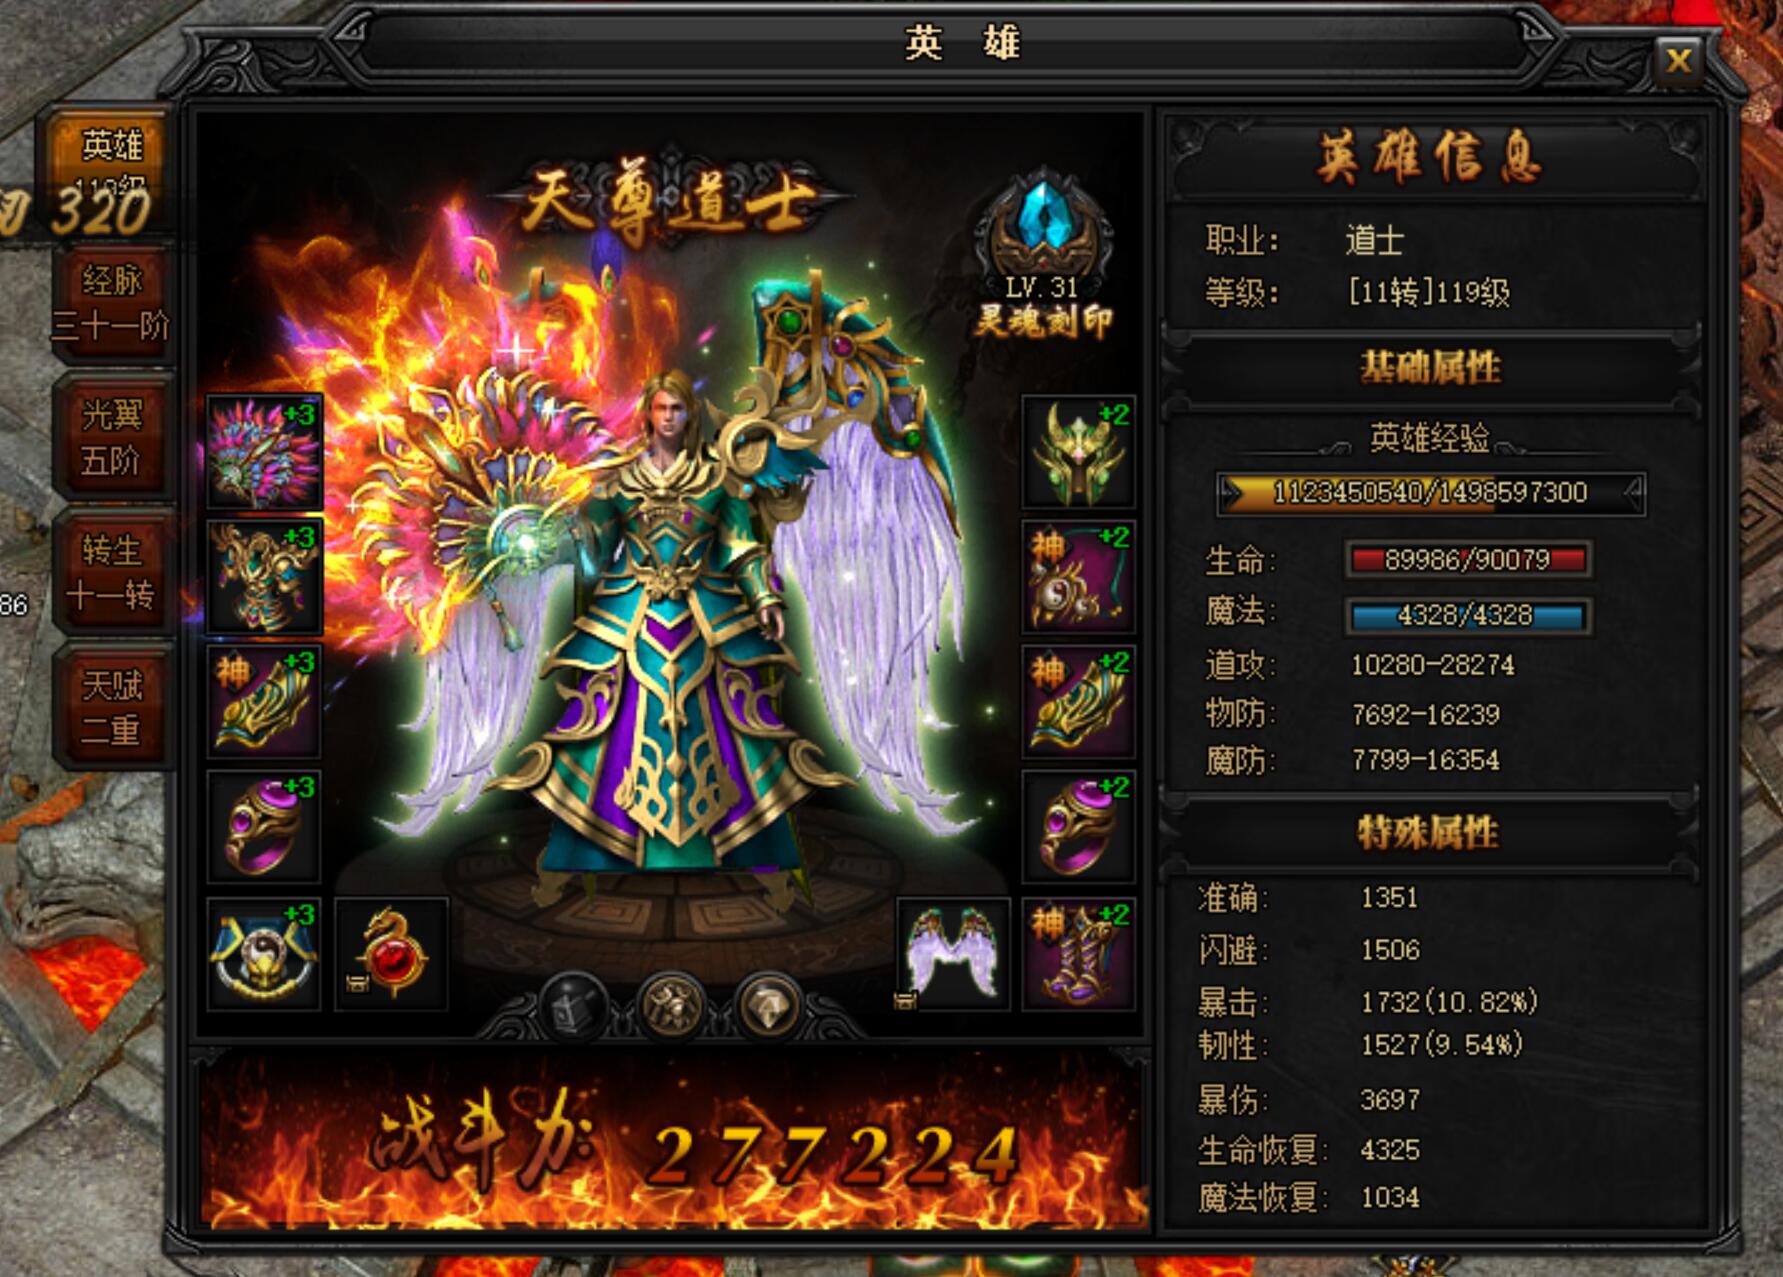 英 雄
X
英雄
119级
320
经脉
三十一阶
光翼
五阶
转生
十一转
86
天赋
二重
天尊道士
LV.31
灵魂刻印
+3
+3
神 +3
+3
+3
+2
神 +2
神 +2
+2
神 +2
战斗力: 277224
英雄信息
职业: 道士
等级: [11转]119级
基础属性
英雄经验
1123450540/1498597300
生命: 89986/90079
魔法: 4328/4328
道攻: 10280-28274
物防: 7692-16239
魔防: 7799-16354
特殊属性
准确: 1351
闪避: 1506
暴击: 1732(10.82%)
韧性: 1527(9.54%)
暴伤: 3697
生命恢复: 4325
魔法恢复: 1034